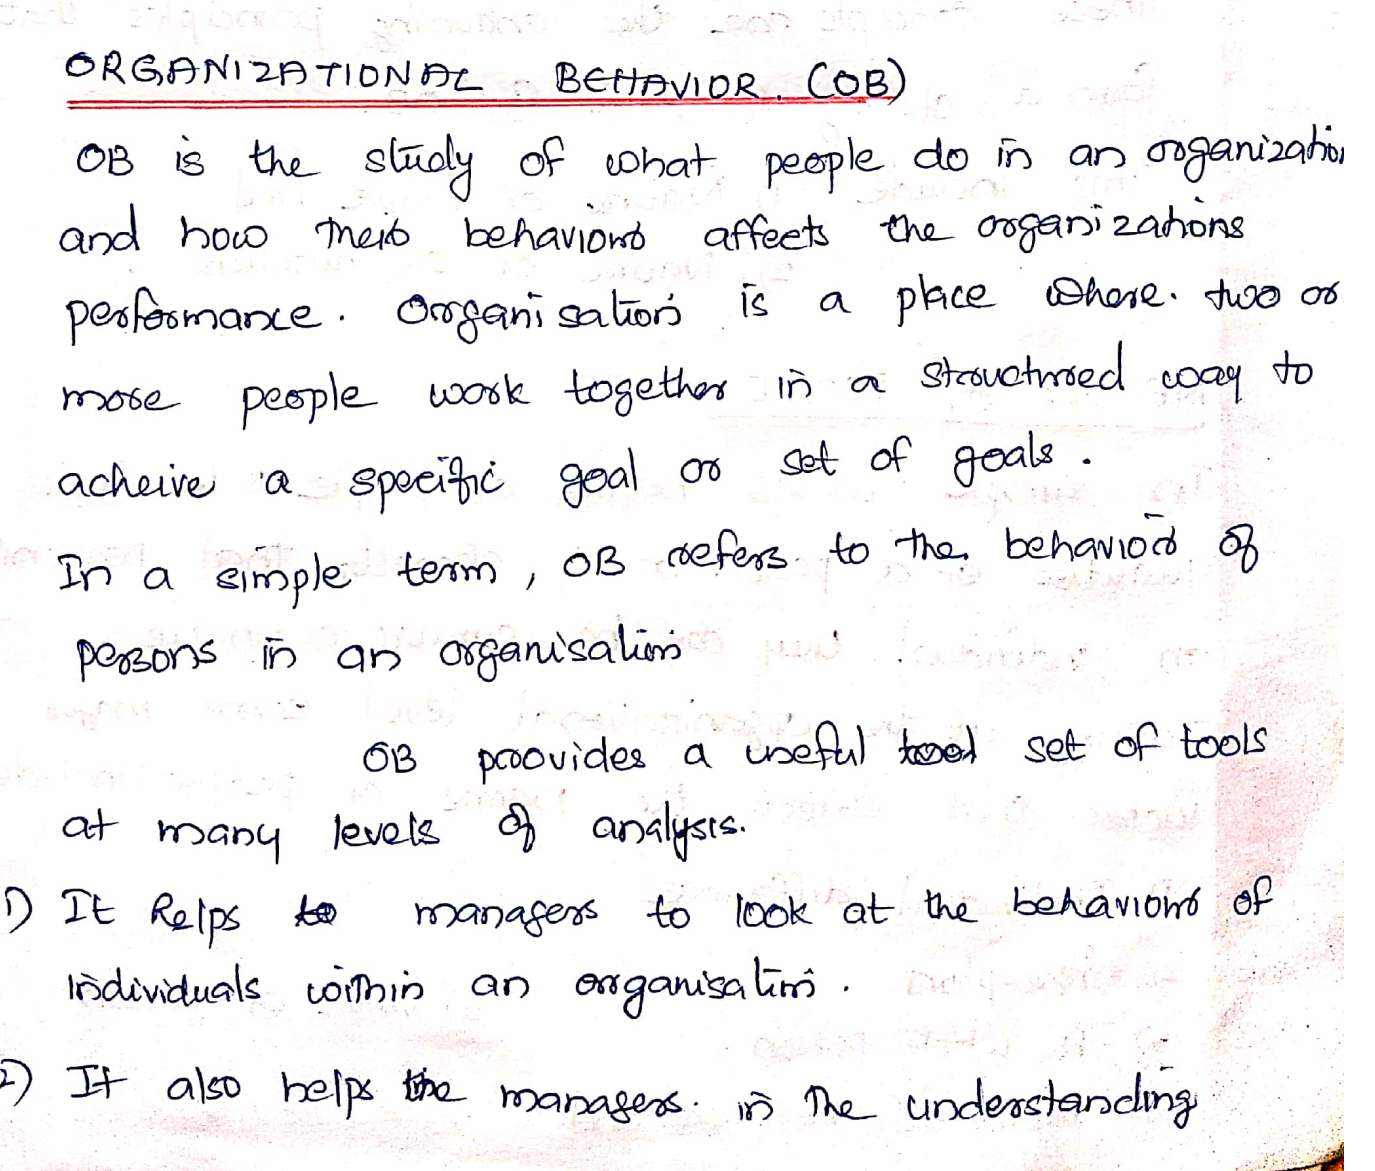 ORGANIZATIONAL BEHAVIOR. (OB)
OB is the study of what people do in an organization
and how their behaviour affects the organizations
performance. Organisation is a place where two or
more people work together in a structured way to
acheive a specific goal or set of goals.
In a simple term, OB refers to the behaviour of
persons in an organisation
OB provides a useful tool set of tools
at many levels of analysis.
1) It helps to managers to look at the behaviour of
individuals within an organisation.
2) It also helps the managers in the understanding